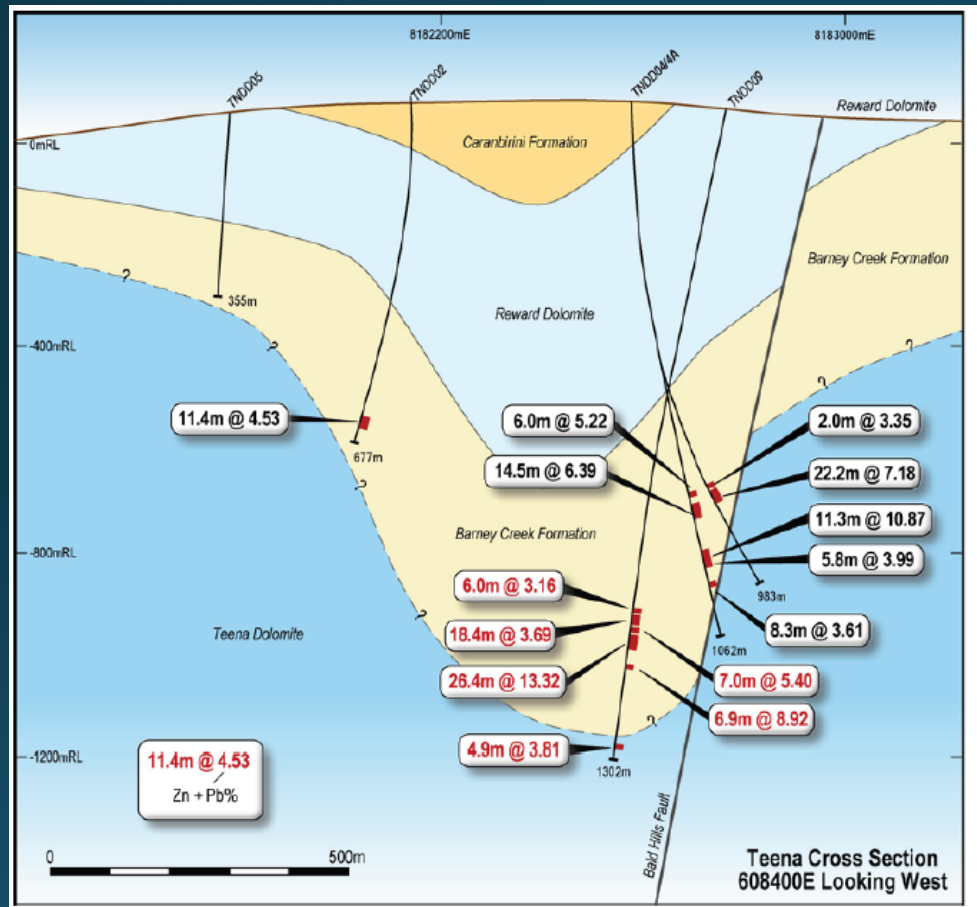 8182200mE
8183000mE
TNDD05
TNDD02
TNDD04/4A
TNDD09
Reward Dolomite
0mRL
Caranbirini Formation
Barney Creek Formation
?
355m
Reward Dolomite
-400mRL
?
?
?
11.4m @ 4.53
677m
6.0m @ 5.22
2.0m @ 3.35
14.5m @ 6.39
22.2m @ 7.18
?
11.3m @ 10.87
Barney Creek Formation
-800mRL
5.8m @ 3.99
6.0m @ 3.16
983m
?
Teena Dolomite
18.4m @ 3.69
8.3m @ 3.61
1062m
26.4m @ 13.32
7.0m @ 5.40
6.9m @ 8.92
?
4.9m @ 3.81
-1200mRL
1302m
11.4m @ 4.53
Zn + Pb%
Bald Hills Fault
0
500m
Teena Cross Section
608400E Looking West